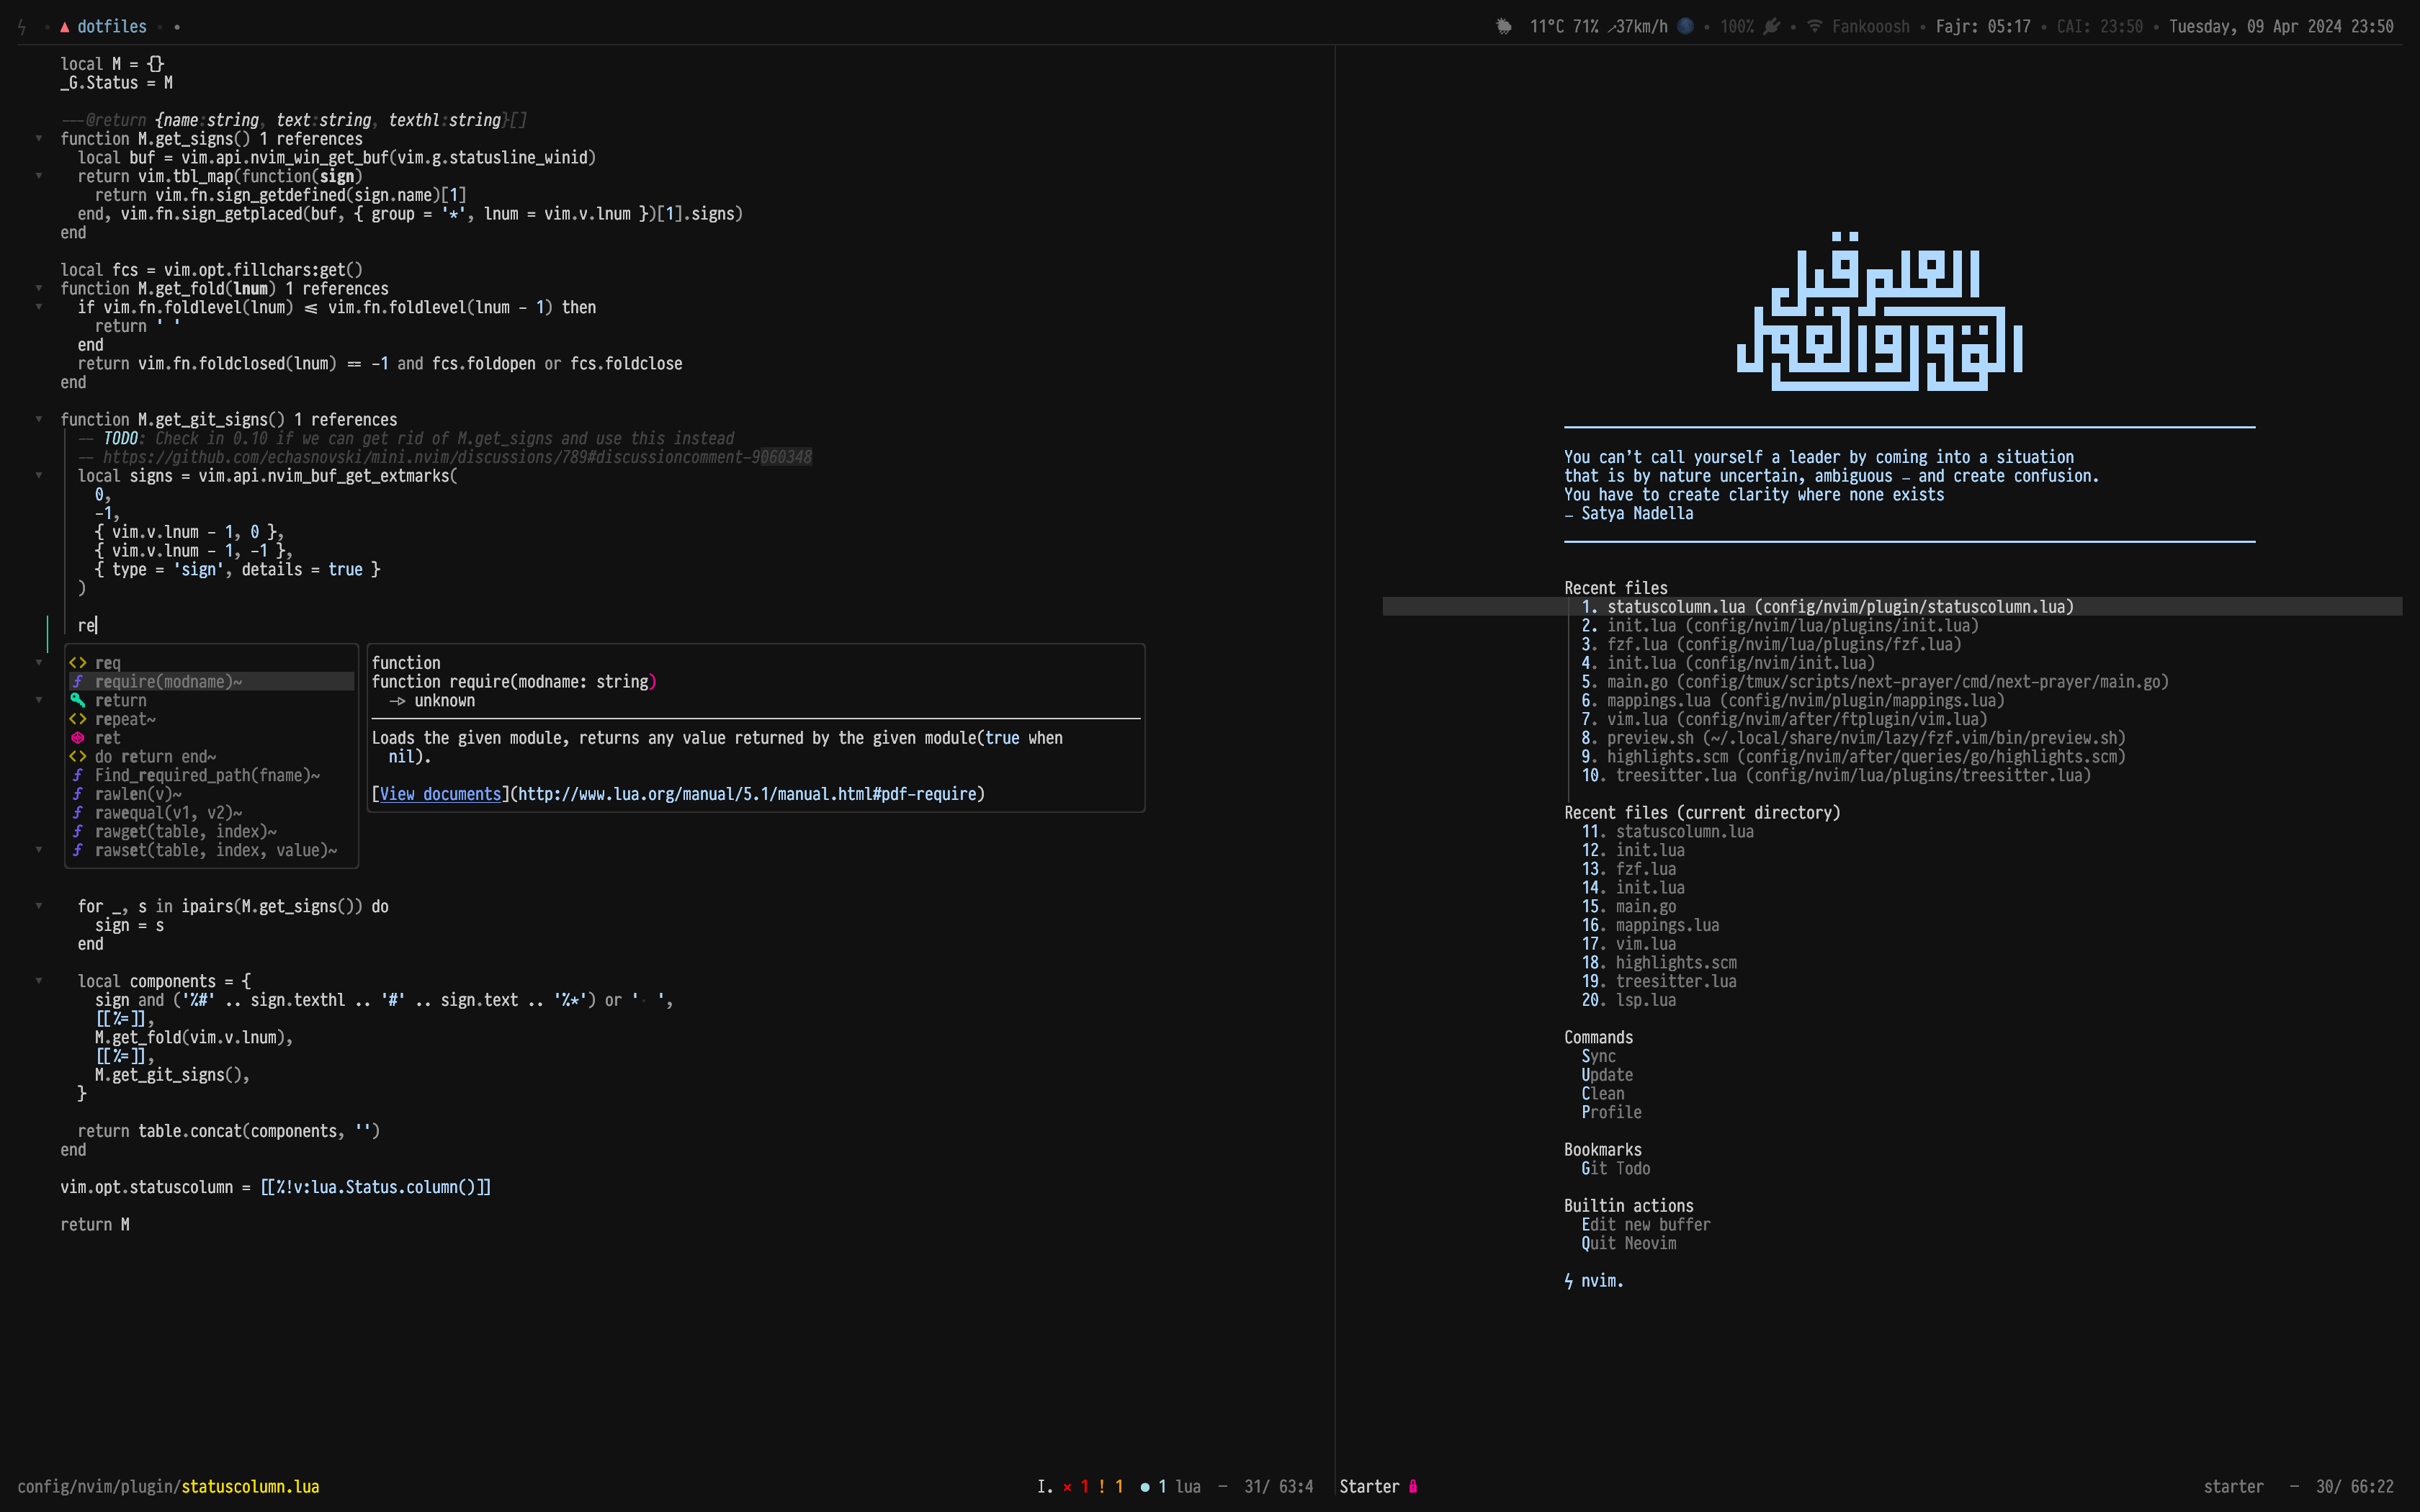 dotfiles
11°C 71% ↗37km/h • 100% • Fankooosh • Fajr: 05:17 • CAI: 23:50 • Tuesday, 09 Apr 2024 23:50
local M = {}
_G.Status = M
---@return {name:string, text:string, texthl:string}[]
function M.get_signs() 1 references
local buf = vim.api.nvim_win_get_buf(vim.g.statusline_winid)
return vim.tbl_map(function(sign)
return vim.fn.sign_getdefined(sign.name)[1]
end, vim.fn.sign_getplaced(buf, { group = '*', lnum = vim.v.lnum })[1].signs)
end
local fcs = vim.opt.fillchars:get()
function M.get_fold(lnum) 1 references
if vim.fn.foldlevel(lnum) <= vim.fn.foldlevel(lnum - 1) then
return ' '
end
return vim.fn.foldclosed(lnum) == -1 and fcs.foldopen or fcs.foldclose
end
function M.get_git_signs() 1 references
-- TODO: Check in 0.10 if we can get rid of M.get_signs and use this instead
-- https://github.com/echasnovski/mini.nvim/discussions/789#discussioncomment-9060348
local signs = vim.api.nvim_buf_get_extmarks(
0,
-1,
{ vim.v.lnum - 1, 0 },
{ vim.v.lnum - 1, -1 },
{ type = 'sign', details = true }
)
re
req
require(modname)~
return
repeat~
ret
do return end~
Find_required_path(fname)~
rawlen(v)~
rawequal(v1, v2)~
rawget(table, index)~
rawset(table, index, value)~
function
function require(modname: string)
-> unknown
Loads the given module, returns any value returned by the given module(true when
nil).
[View documents](http://www.lua.org/manual/5.1/manual.html#pdf-require)
for _, s in ipairs(M.get_signs()) do
sign = s
end
local components = {
sign and ('%#' .. sign.texthl .. '#' .. sign.text .. '%*') or '  ',
[[%=]],
M.get_fold(vim.v.lnum),
[[%=]],
M.get_git_signs(),
}
return table.concat(components, '')
end
vim.opt.statuscolumn = [[%!v:lua.Status.column()]]
return M
config/nvim/plugin/statuscolumn.lua
I. × 1 ! 1 ● 1 lua — 31/ 63:4
You can't call yourself a leader by coming into a situation
that is by nature uncertain, ambiguous — and create confusion.
You have to create clarity where none exists
— Satya Nadella
Recent files
1. statuscolumn.lua (config/nvim/plugin/statuscolumn.lua)
2. init.lua (config/nvim/lua/plugins/init.lua)
3. fzf.lua (config/nvim/lua/plugins/fzf.lua)
4. init.lua (config/nvim/init.lua)
5. main.go (config/tmux/scripts/next-prayer/cmd/next-prayer/main.go)
6. mappings.lua (config/nvim/plugin/mappings.lua)
7. vim.lua (config/nvim/after/ftplugin/vim.lua)
8. preview.sh (~/.local/share/nvim/lazy/fzf.vim/bin/preview.sh)
9. highlights.scm (config/nvim/after/queries/go/highlights.scm)
10. treesitter.lua (config/nvim/lua/plugins/treesitter.lua)
Recent files (current directory)
11. statuscolumn.lua
12. init.lua
13. fzf.lua
14. init.lua
15. main.go
16. mappings.lua
17. vim.lua
18. highlights.scm
19. treesitter.lua
20. lsp.lua
Commands
Sync
Update
Clean
Profile
Bookmarks
Git Todo
Builtin actions
Edit new buffer
Quit Neovim
nvim.
Starter
starter — 30/ 66:22